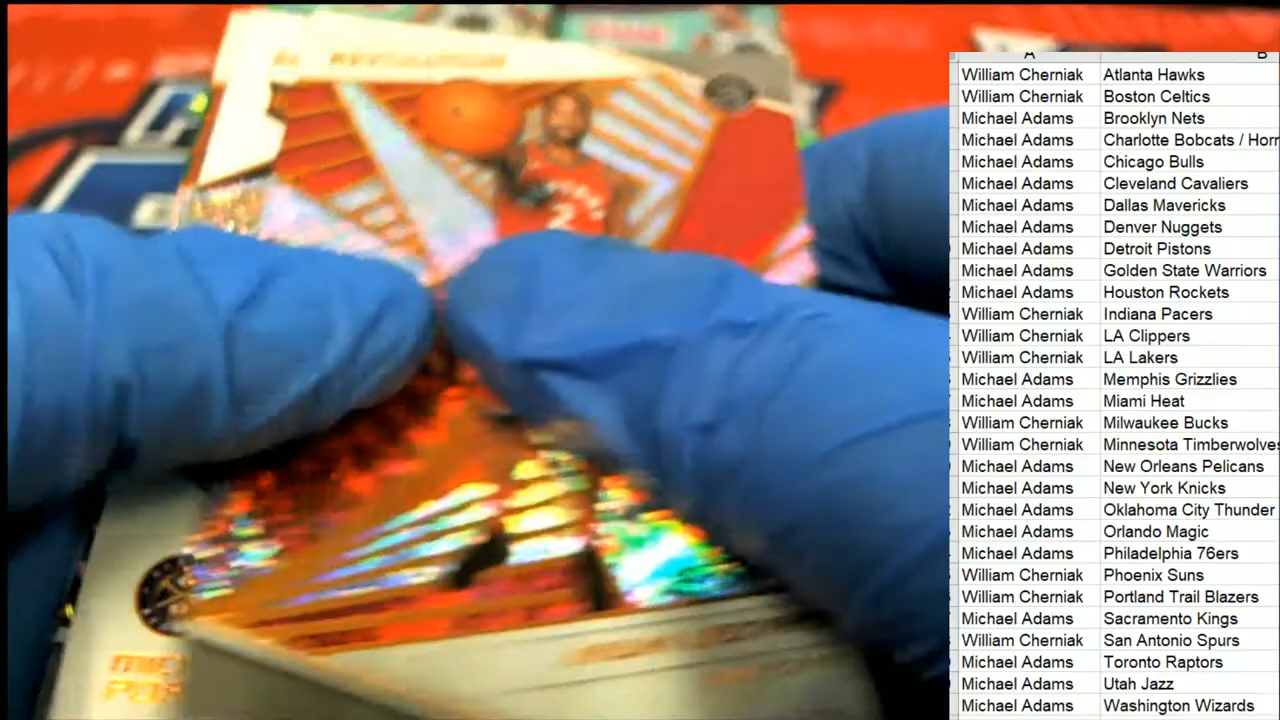 REVOLUTION
A B
William Cherniak Atlanta Hawks
William Cherniak Boston Celtics
Michael Adams Brooklyn Nets
Michael Adams Charlotte Bobcats / Horr
Michael Adams Chicago Bulls
Michael Adams Cleveland Cavaliers
Michael Adams Dallas Mavericks
Michael Adams Denver Nuggets
Michael Adams Detroit Pistons
Michael Adams Golden State Warriors
Michael Adams Houston Rockets
William Cherniak Indiana Pacers
William Cherniak LA Clippers
William Cherniak LA Lakers
Michael Adams Memphis Grizzlies
Michael Adams Miami Heat
William Cherniak Milwaukee Bucks
William Cherniak Minnesota Timberwolves
Michael Adams New Orleans Pelicans
Michael Adams New York Knicks
Michael Adams Oklahoma City Thunder
Michael Adams Orlando Magic
Michael Adams Philadelphia 76ers
William Cherniak Phoenix Suns
William Cherniak Portland Trail Blazers
Michael Adams Sacramento Kings
William Cherniak San Antonio Spurs
Michael Adams Toronto Raptors
Michael Adams Utah Jazz
Michael Adams Washington Wizards